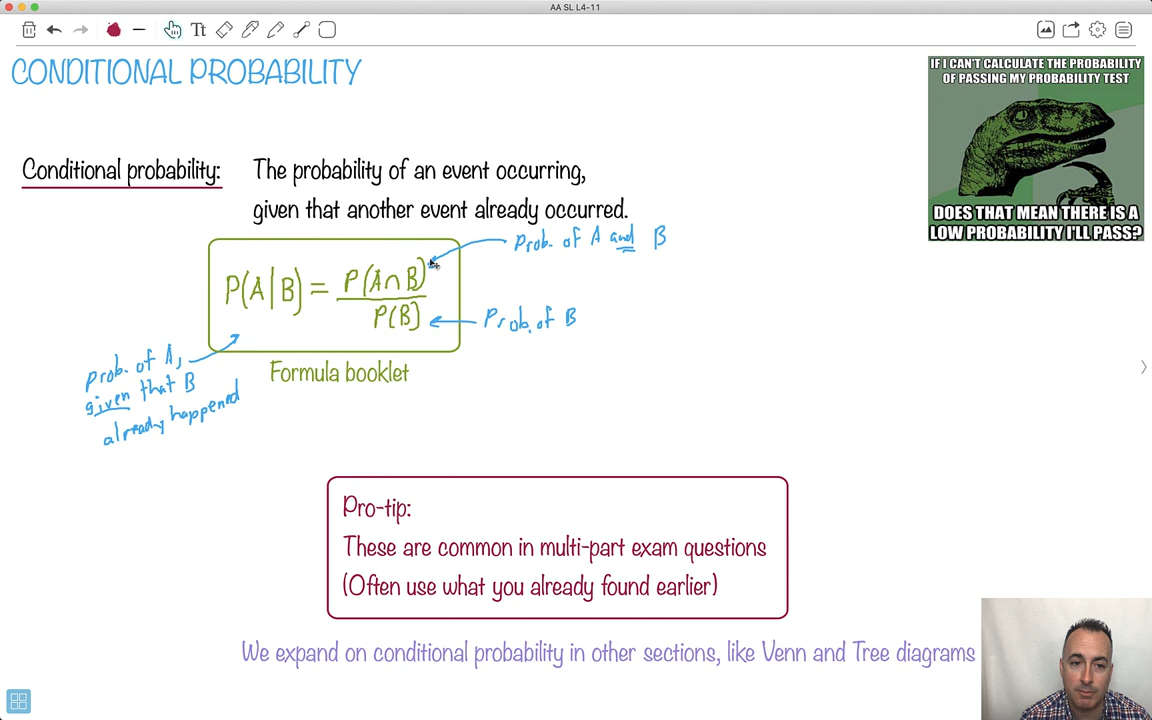 AA SL L4-11
Tt
CONDITIONAL PROBABILITY
IF I CAN'T CALCULATE THE PROBABILITY
OF PASSING MY PROBABILITY TEST
DOES THAT MEAN THERE IS A
LOW PROBABILITY I'LL PASS?
Conditional probability:
The probability of an event occurring,
given that another event already occurred.
prob. of A and B
P(A|B) = P(A∩B)
P(B)
Prob. of B
prob. of A,
given that B
already happened
Formula booklet
Pro-tip:
These are common in multi-part exam questions
(Often use what you already found earlier)
We expand on conditional probability in other sections, like Venn and Tree diagrams